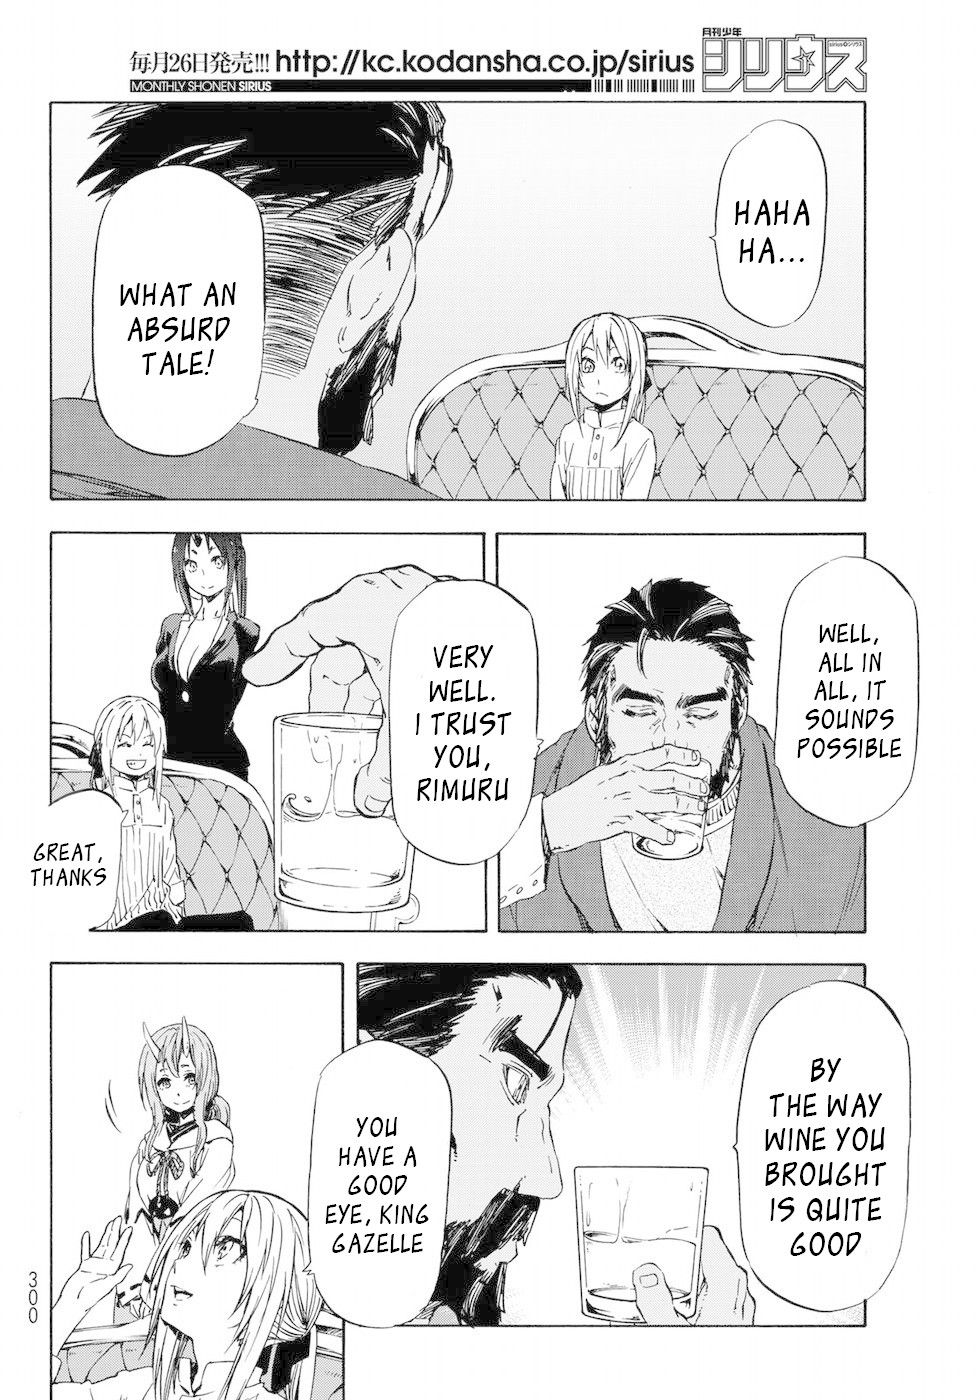 毎月26日発売!!! http://kc.kodansha.co.jp/sirius
MONTHLY SHONEN SIRIUS
月刊少年
シリウス
HAHA
HA...
WHAT AN
ABSURD
TALE!
WELL,
ALL IN
ALL, IT
SOUNDS
POSSIBLE
VERY
WELL.
I TRUST
YOU,
RIMURU
GREAT,
THANKS
BY
THE WAY
WINE YOU
BROUGHT
IS QUITE
GOOD
YOU
HAVE A
GOOD
EYE, KING
GAZELLE
300